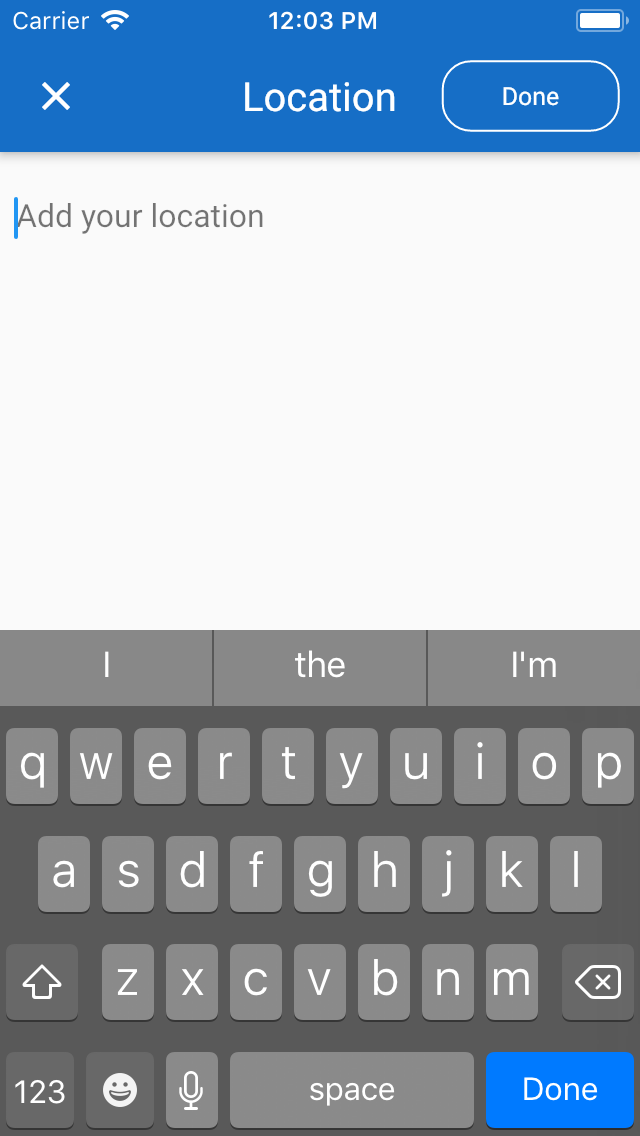 Carrier 12:03 PM
Location Done
Add your location
I the I'm
q w e r t y u i o p
a s d f g h j k l
z x c v b n m
123 space Done